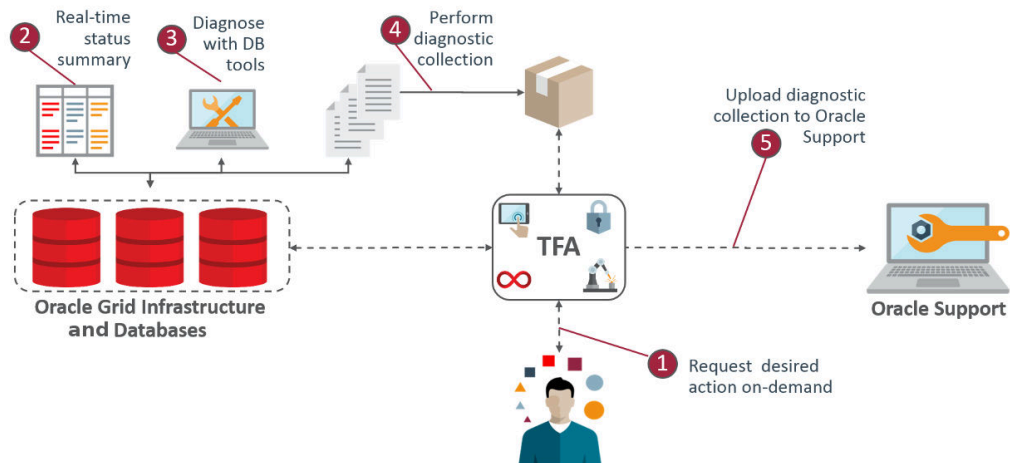 2
Real-time
status
summary
3
Diagnose
with DB
tools
4
Perform
diagnostic
collection
Upload diagnostic
collection to Oracle
Support
5
TFA
Oracle Grid Infrastructure
and Databases
Oracle Support
1
Request desired
action on-demand